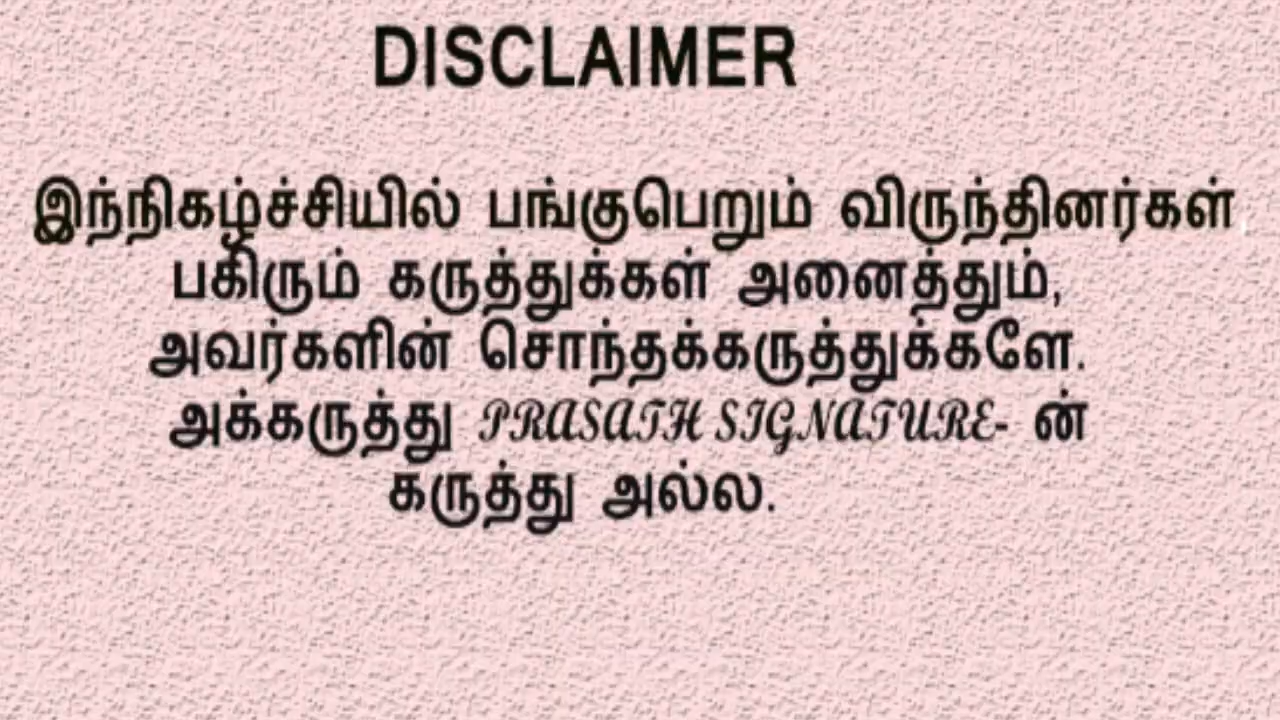 DISCLAIMER
இந்நிகழ்ச்சியில் பங்குபெறும் விருந்தினர்கள்,
பகிரும் கருத்துக்கள் அனைத்தும்,
அவர்களின் சொந்தக்கருத்துக்களே.
அக்கருத்து PRASATH SIGNATURE- ன்
கருத்து அல்ல.